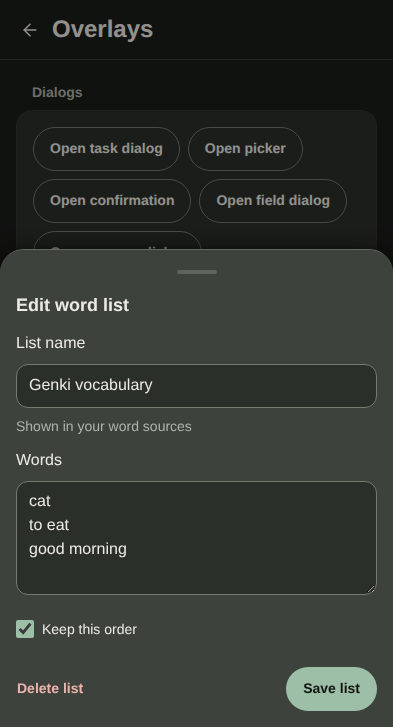 Overlays
Dialogs
Open task dialog
Open picker
Open confirmation
Open field dialog
Edit word list
List name
Genki vocabulary
Shown in your word sources
Words
cat
to eat
good morning
Keep this order
Delete list
Save list